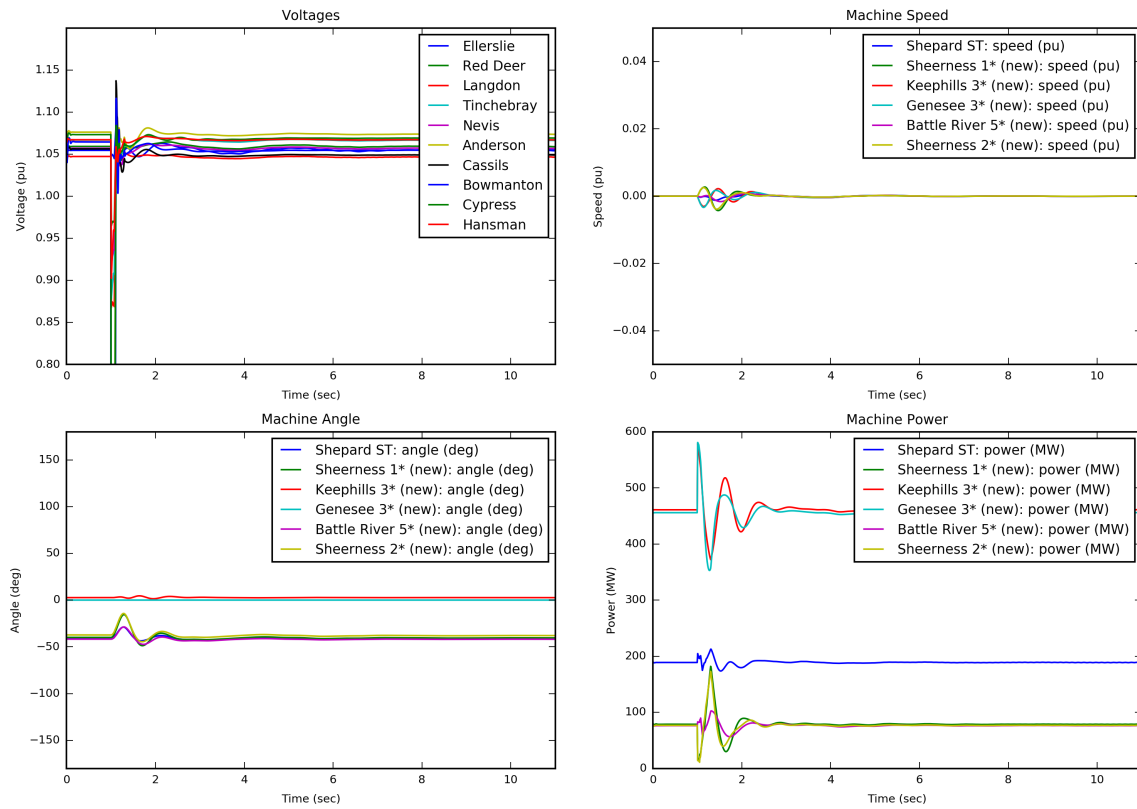 Voltages
1.15
1.10
1.05
1.00
0.95
0.90
0.85
0.80
Voltage (pu)
0
2
4
6
8
10
Time (sec)
Ellerslie
Red Deer
Langdon
Tinchebray
Nevis
Anderson
Cassils
Bowmanton
Cypress
Hansman
Machine Speed
0.04
0.02
0.00
−0.02
−0.04
Speed (pu)
0
2
4
6
8
10
Time (sec)
Shepard ST: speed (pu)
Sheerness 1* (new): speed (pu)
Keephills 3* (new): speed (pu)
Genesee 3* (new): speed (pu)
Battle River 5* (new): speed (pu)
Sheerness 2* (new): speed (pu)
Machine Angle
150
100
50
0
−50
−100
−150
Angle (deg)
0
2
4
6
8
10
Time (sec)
Shepard ST: angle (deg)
Sheerness 1* (new): angle (deg)
Keephills 3* (new): angle (deg)
Genesee 3* (new): angle (deg)
Battle River 5* (new): angle (deg)
Sheerness 2* (new): angle (deg)
Machine Power
600
500
400
300
200
100
0
Power (MW)
0
2
4
6
8
10
Time (sec)
Shepard ST: power (MW)
Sheerness 1* (new): power (MW)
Keephills 3* (new): power (MW)
Genesee 3* (new): power (MW)
Battle River 5* (new): power (MW)
Sheerness 2* (new): power (MW)